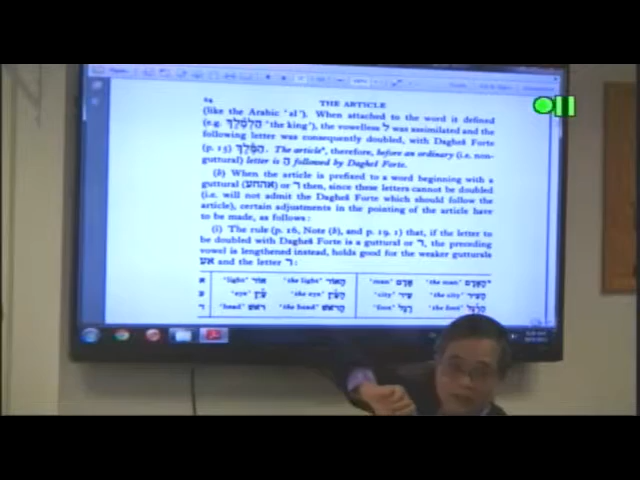 24 THE ARTICLE
(like the Arabic 'al'). When attached to the word it defined
(e.g. הַלְמֶּלֶךְ 'the king'), the vowelless ל was assimilated and the
following letter was consequently doubled, with Dagheš Forte
(p. 15) הַמֶּלֶךְ. The article, therefore, before an ordinary (i.e. non-
guttural) letter is הַ followed by Dagheš Forte.
(b) When the article is prefixed to a word beginning with a
guttural (אהחע) or ר then, since these letters cannot be doubled
(i.e. will not admit the Dagheš Forte which should follow the
article), certain adjustments in the pointing of the article have
to be made, as follows:
(i) The rule (p. 16, Note (b), and p. 19. 1) that, if the letter to
be doubled with Dagheš Forte is a guttural or ר, the preceding
vowel is lengthened instead, holds good for the weaker gutturals
אע and the letter ר:
א 'light' אוֹר 'the light' הָאוֹר 'man' אָדָם 'the man' הָאָדָם
ע 'eye' עַיִן 'the eye' הָעַיִן 'city' עִיר 'the city' הָעִיר
ר 'head' רֹאשׁ 'the head' הָרֹאשׁ 'foot' רֶגֶל 'the foot' הָרֶגֶל